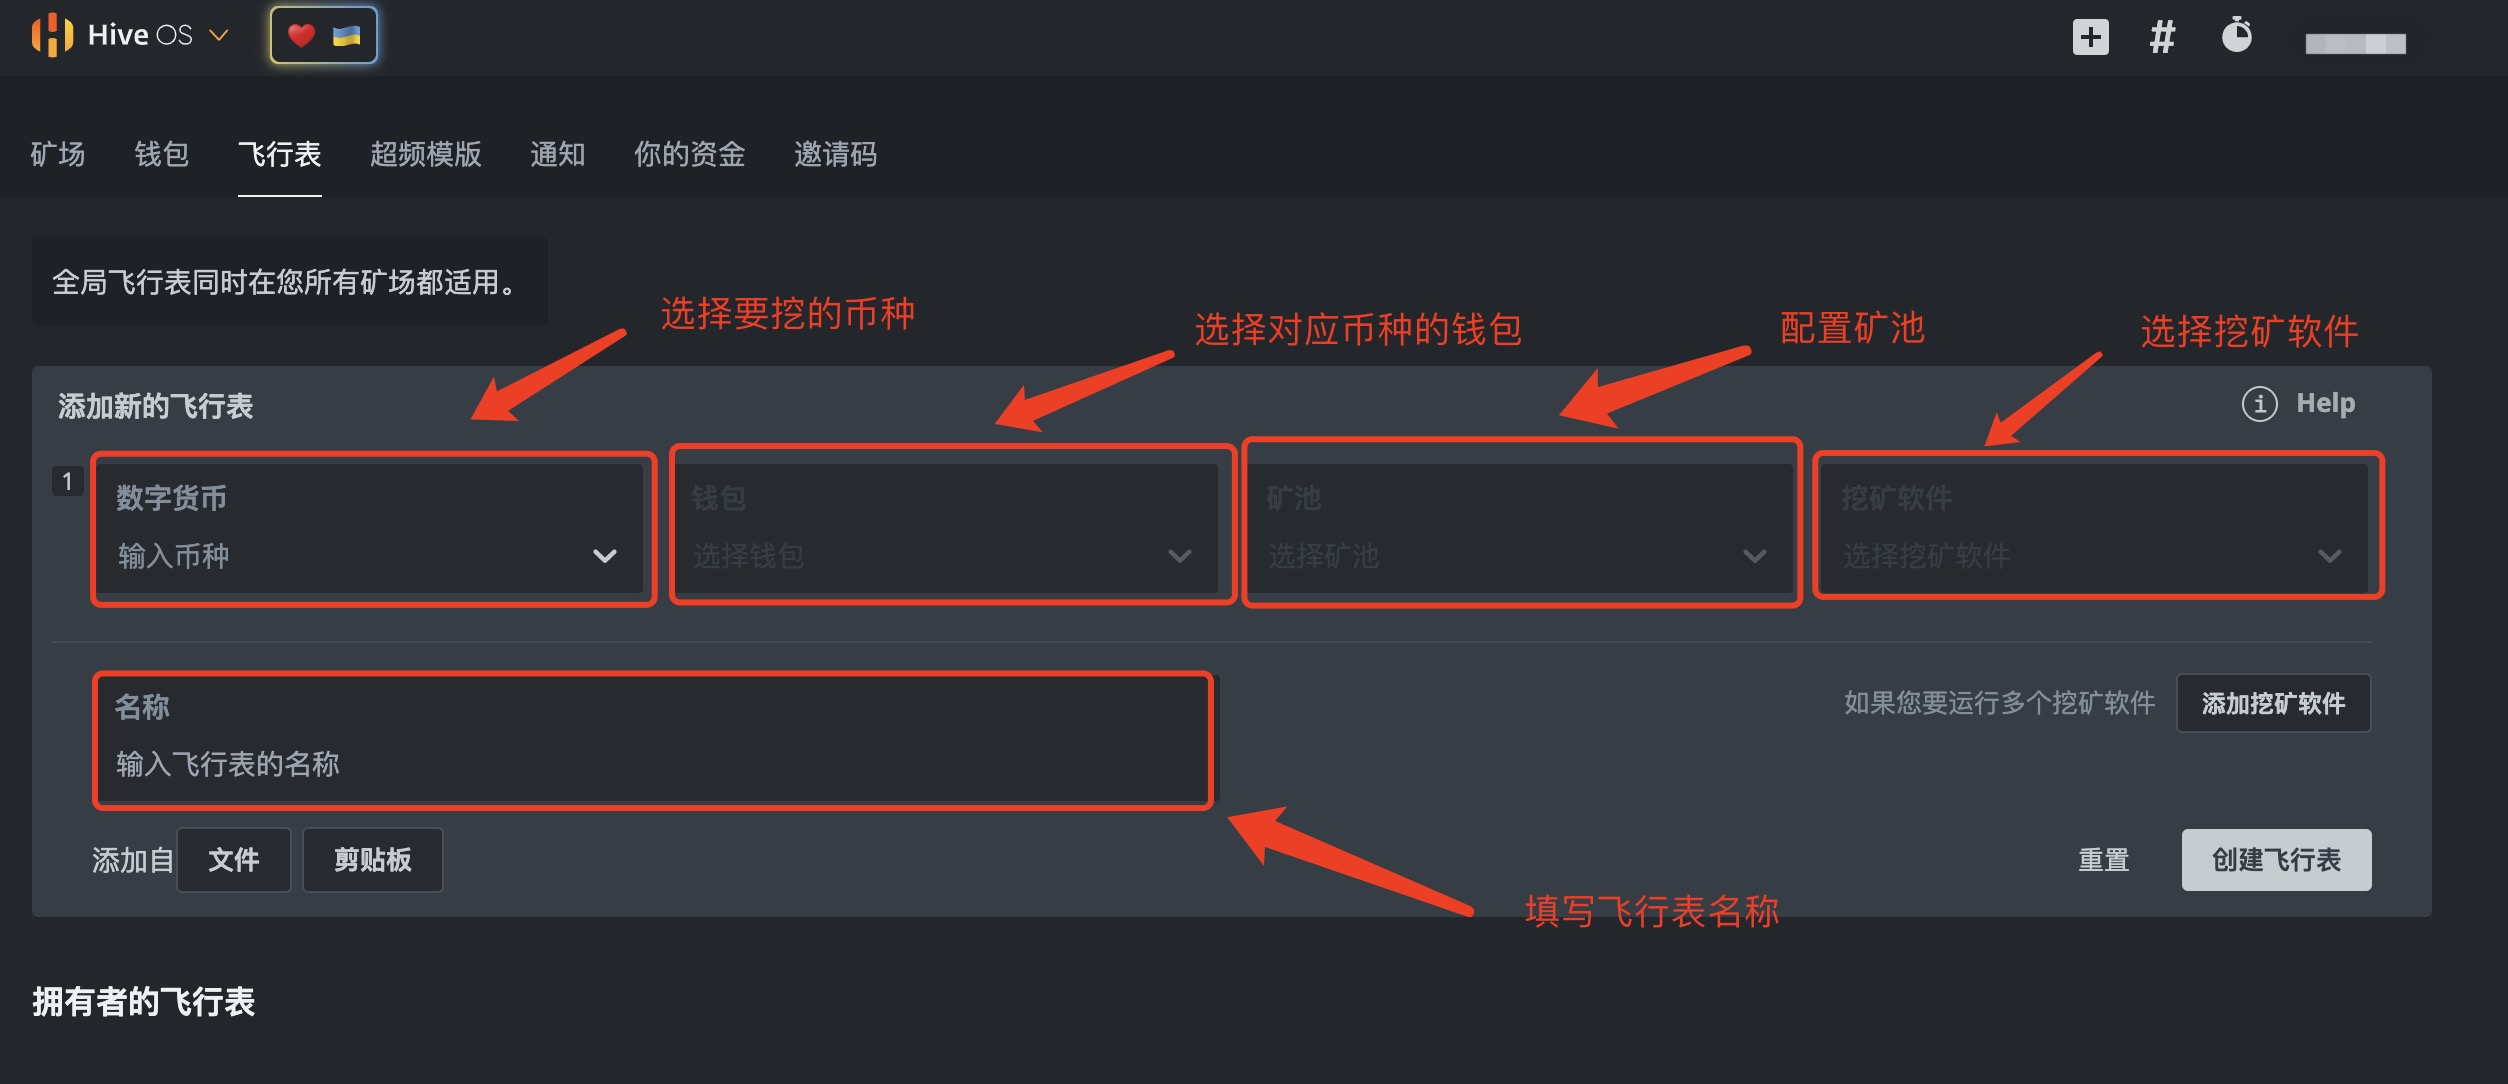 Hive OS
#
矿场 钱包 飞行表 超频模版 通知 你的资金 邀请码
全局飞行表同时在您所有矿场都适用。
选择要挖的币种
选择对应币种的钱包
配置矿池
选择挖矿软件
添加新的飞行表
Help
1
数字货币
输入币种
钱包
选择钱包
矿池
选择矿池
挖矿软件
选择挖矿软件
名称
输入飞行表的名称
如果您要运行多个挖矿软件 添加挖矿软件
添加自 文件 剪贴板
重置 创建飞行表
填写飞行表名称
拥有者的飞行表